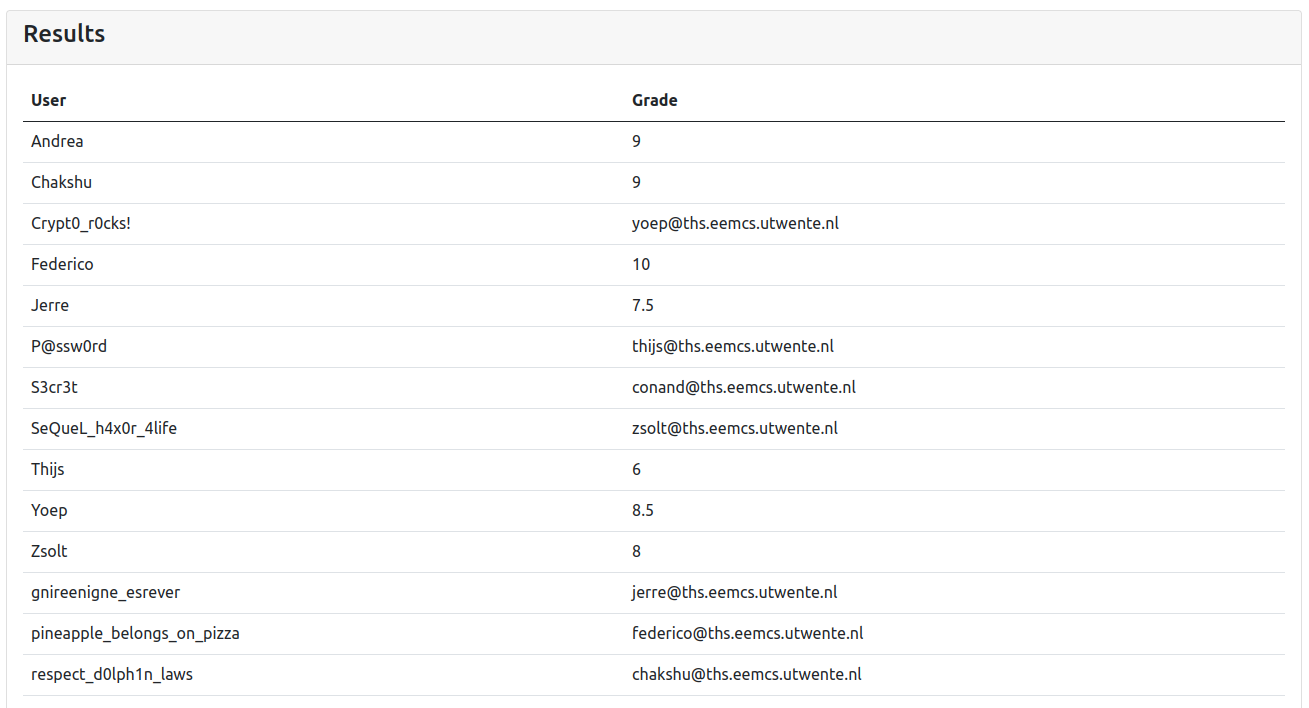 Results
User Grade
Andrea 9
Chakshu 9
Crypt0_r0cks! yoep@ths.eemcs.utwente.nl
Federico 10
Jerre 7.5
P@ssw0rd thijs@ths.eemcs.utwente.nl
S3cr3t conand@ths.eemcs.utwente.nl
SeQueL_h4x0r_4life zsolt@ths.eemcs.utwente.nl
Thijs 6
Yoep 8.5
Zsolt 8
gnireenigne_esrever jerre@ths.eemcs.utwente.nl
pineapple_belongs_on_pizza federico@ths.eemcs.utwente.nl
respect_d0lph1n_laws chakshu@ths.eemcs.utwente.nl